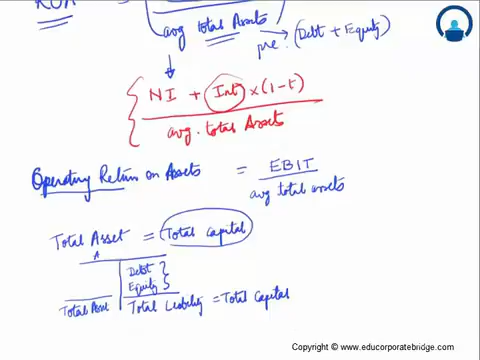 ROA
avg total Assets
pre: (Debt + Equity)
NI + Int × (1-t)
avg. total Assets
Operating Return on Assets = EBIT
avg total assets
Total Asset = Total Capital
A
Debt
Equity
Total Asset Total Liability = Total Capital
Copyright © www.educorporatebridge.com